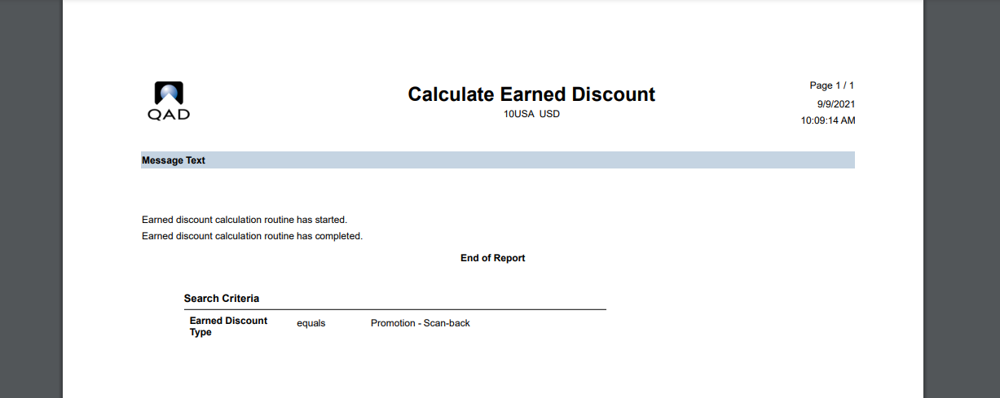 QAD
Calculate Earned Discount
10USA USD
Page 1 / 1
9/9/2021
10:09:14 AM
Message Text
Earned discount calculation routine has started.
Earned discount calculation routine has completed.
End of Report
Search Criteria
Earned Discount
Type
equals
Promotion - Scan-back